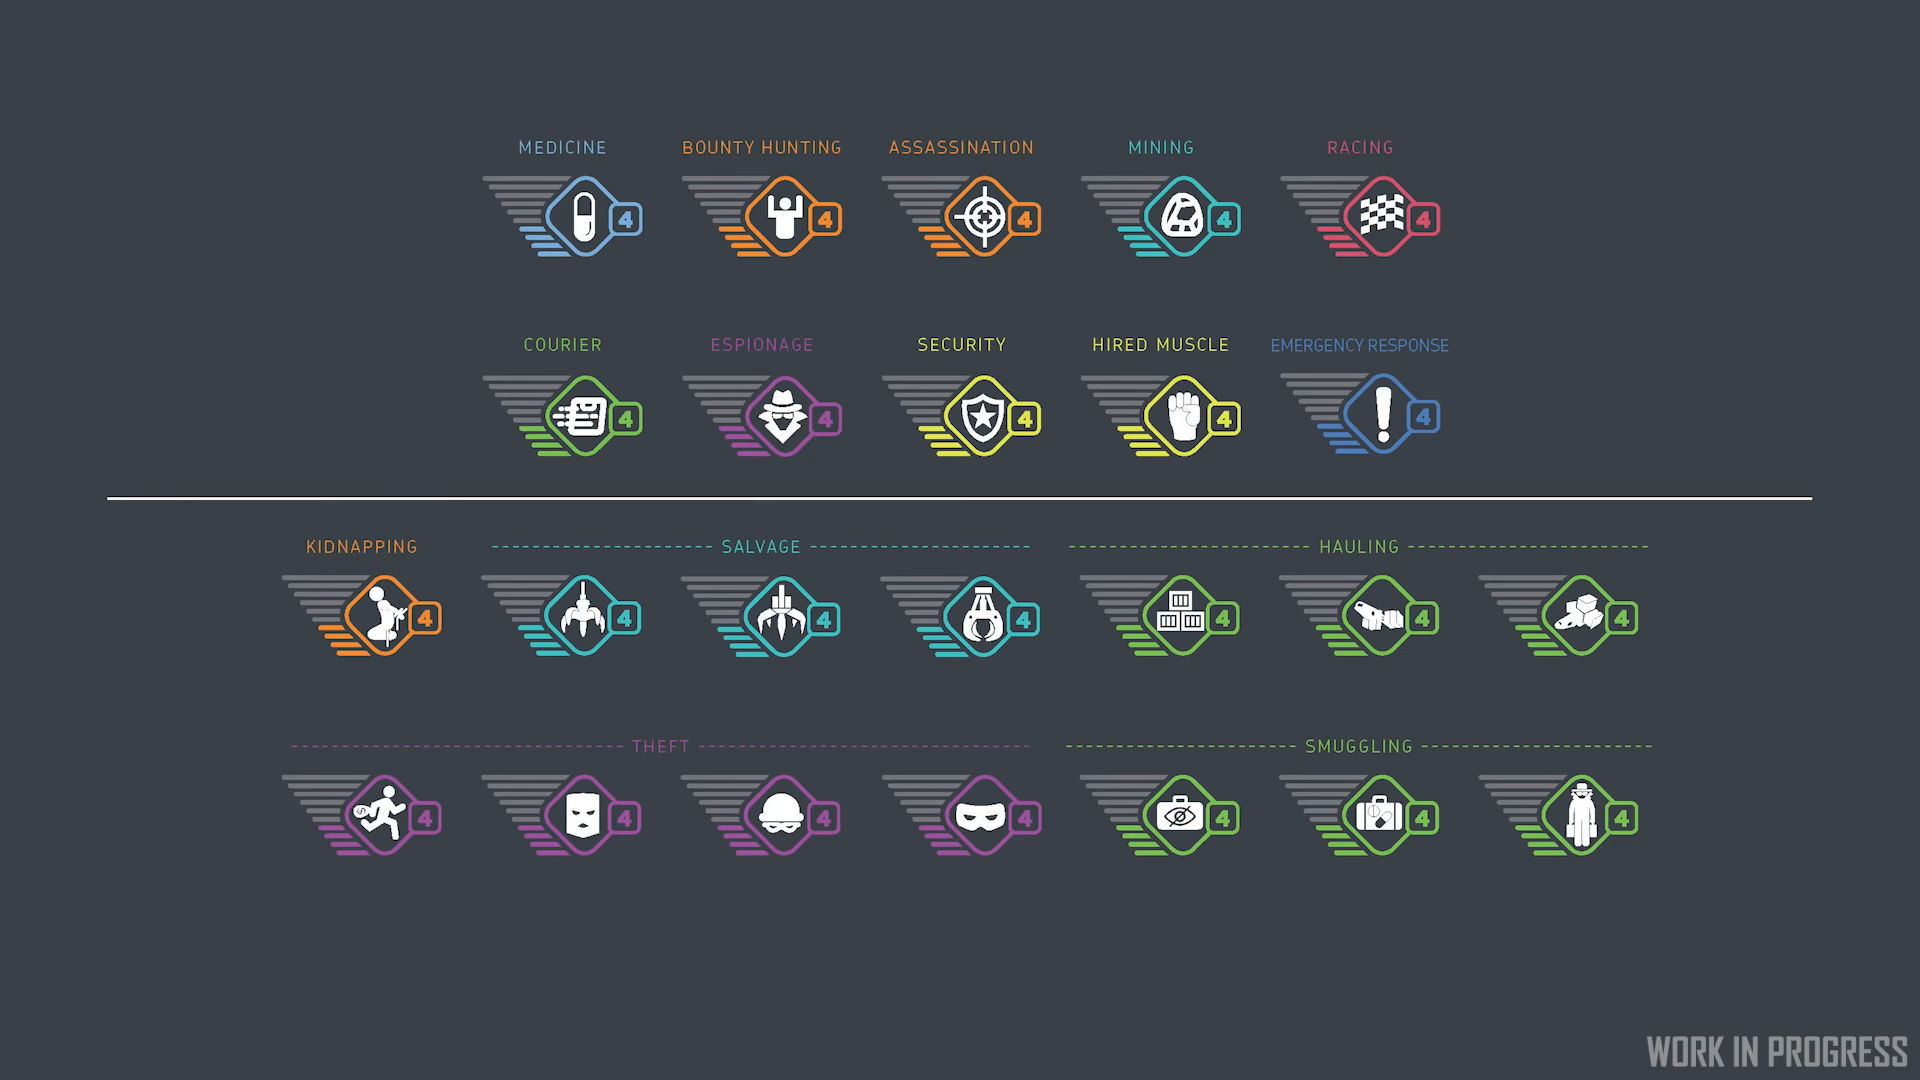 MEDICINE BOUNTY HUNTING ASSASSINATION MINING RACING
4 4 4 4 4
COURIER ESPIONAGE SECURITY HIRED MUSCLE EMERGENCY RESPONSE
4 4 4 4 4
KIDNAPPING SALVAGE HAULING
4 4 4 4 4 4 4
THEFT SMUGGLING
4 4 4 4 4 4 4
WORK IN PROGRESS